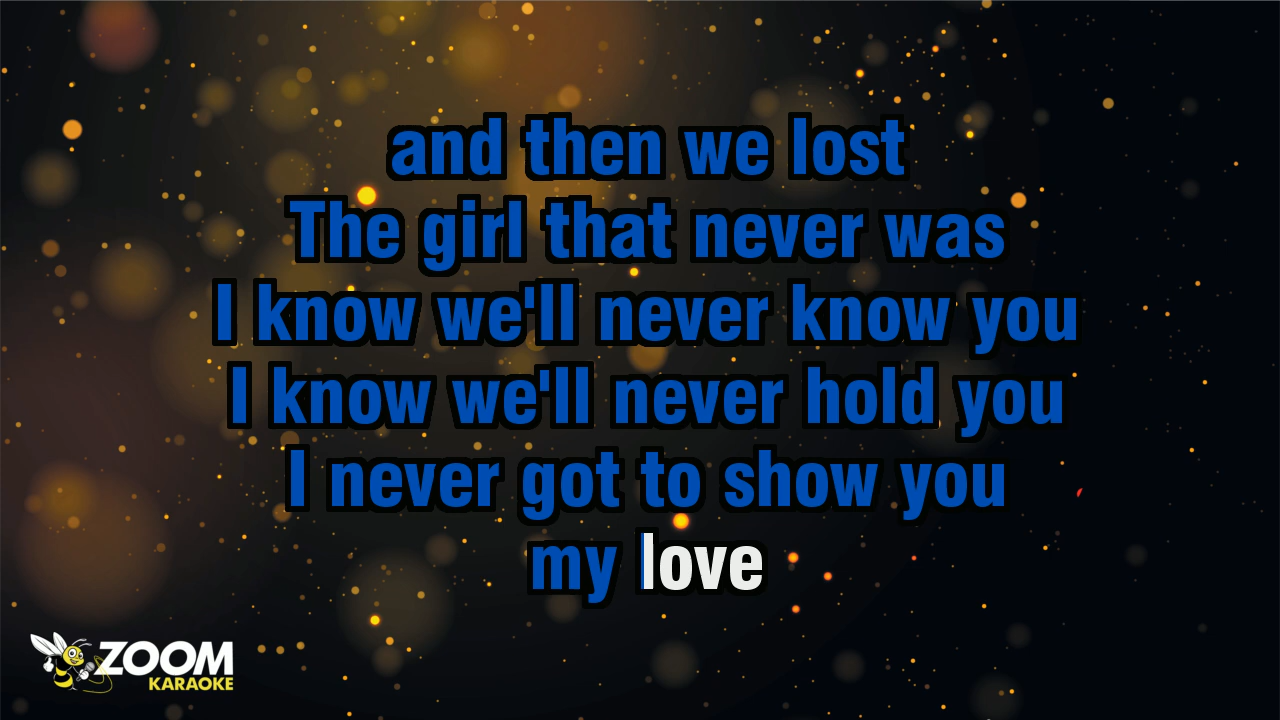 and then we lost
The girl that never was
I know we'll never know you
I know we'll never hold you
I never got to show you
my love
ZOOM
KARAOKE